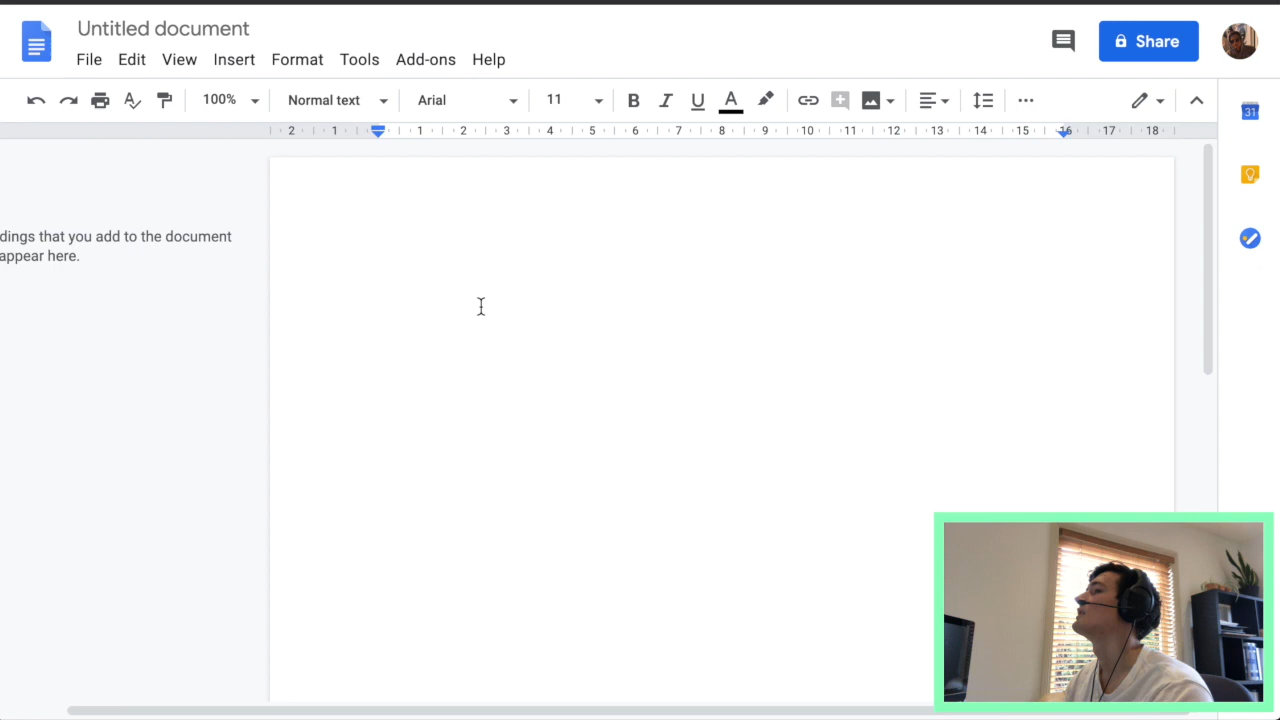 Untitled document
File Edit View Insert Format Tools Add-ons Help
Share
100% Normal text Arial 11 B I U A
2 1 1 2 3 4 5 6 7 8 9 10 11 12 13 14 15 16 17 18
31
dings that you add to the document
appear here.